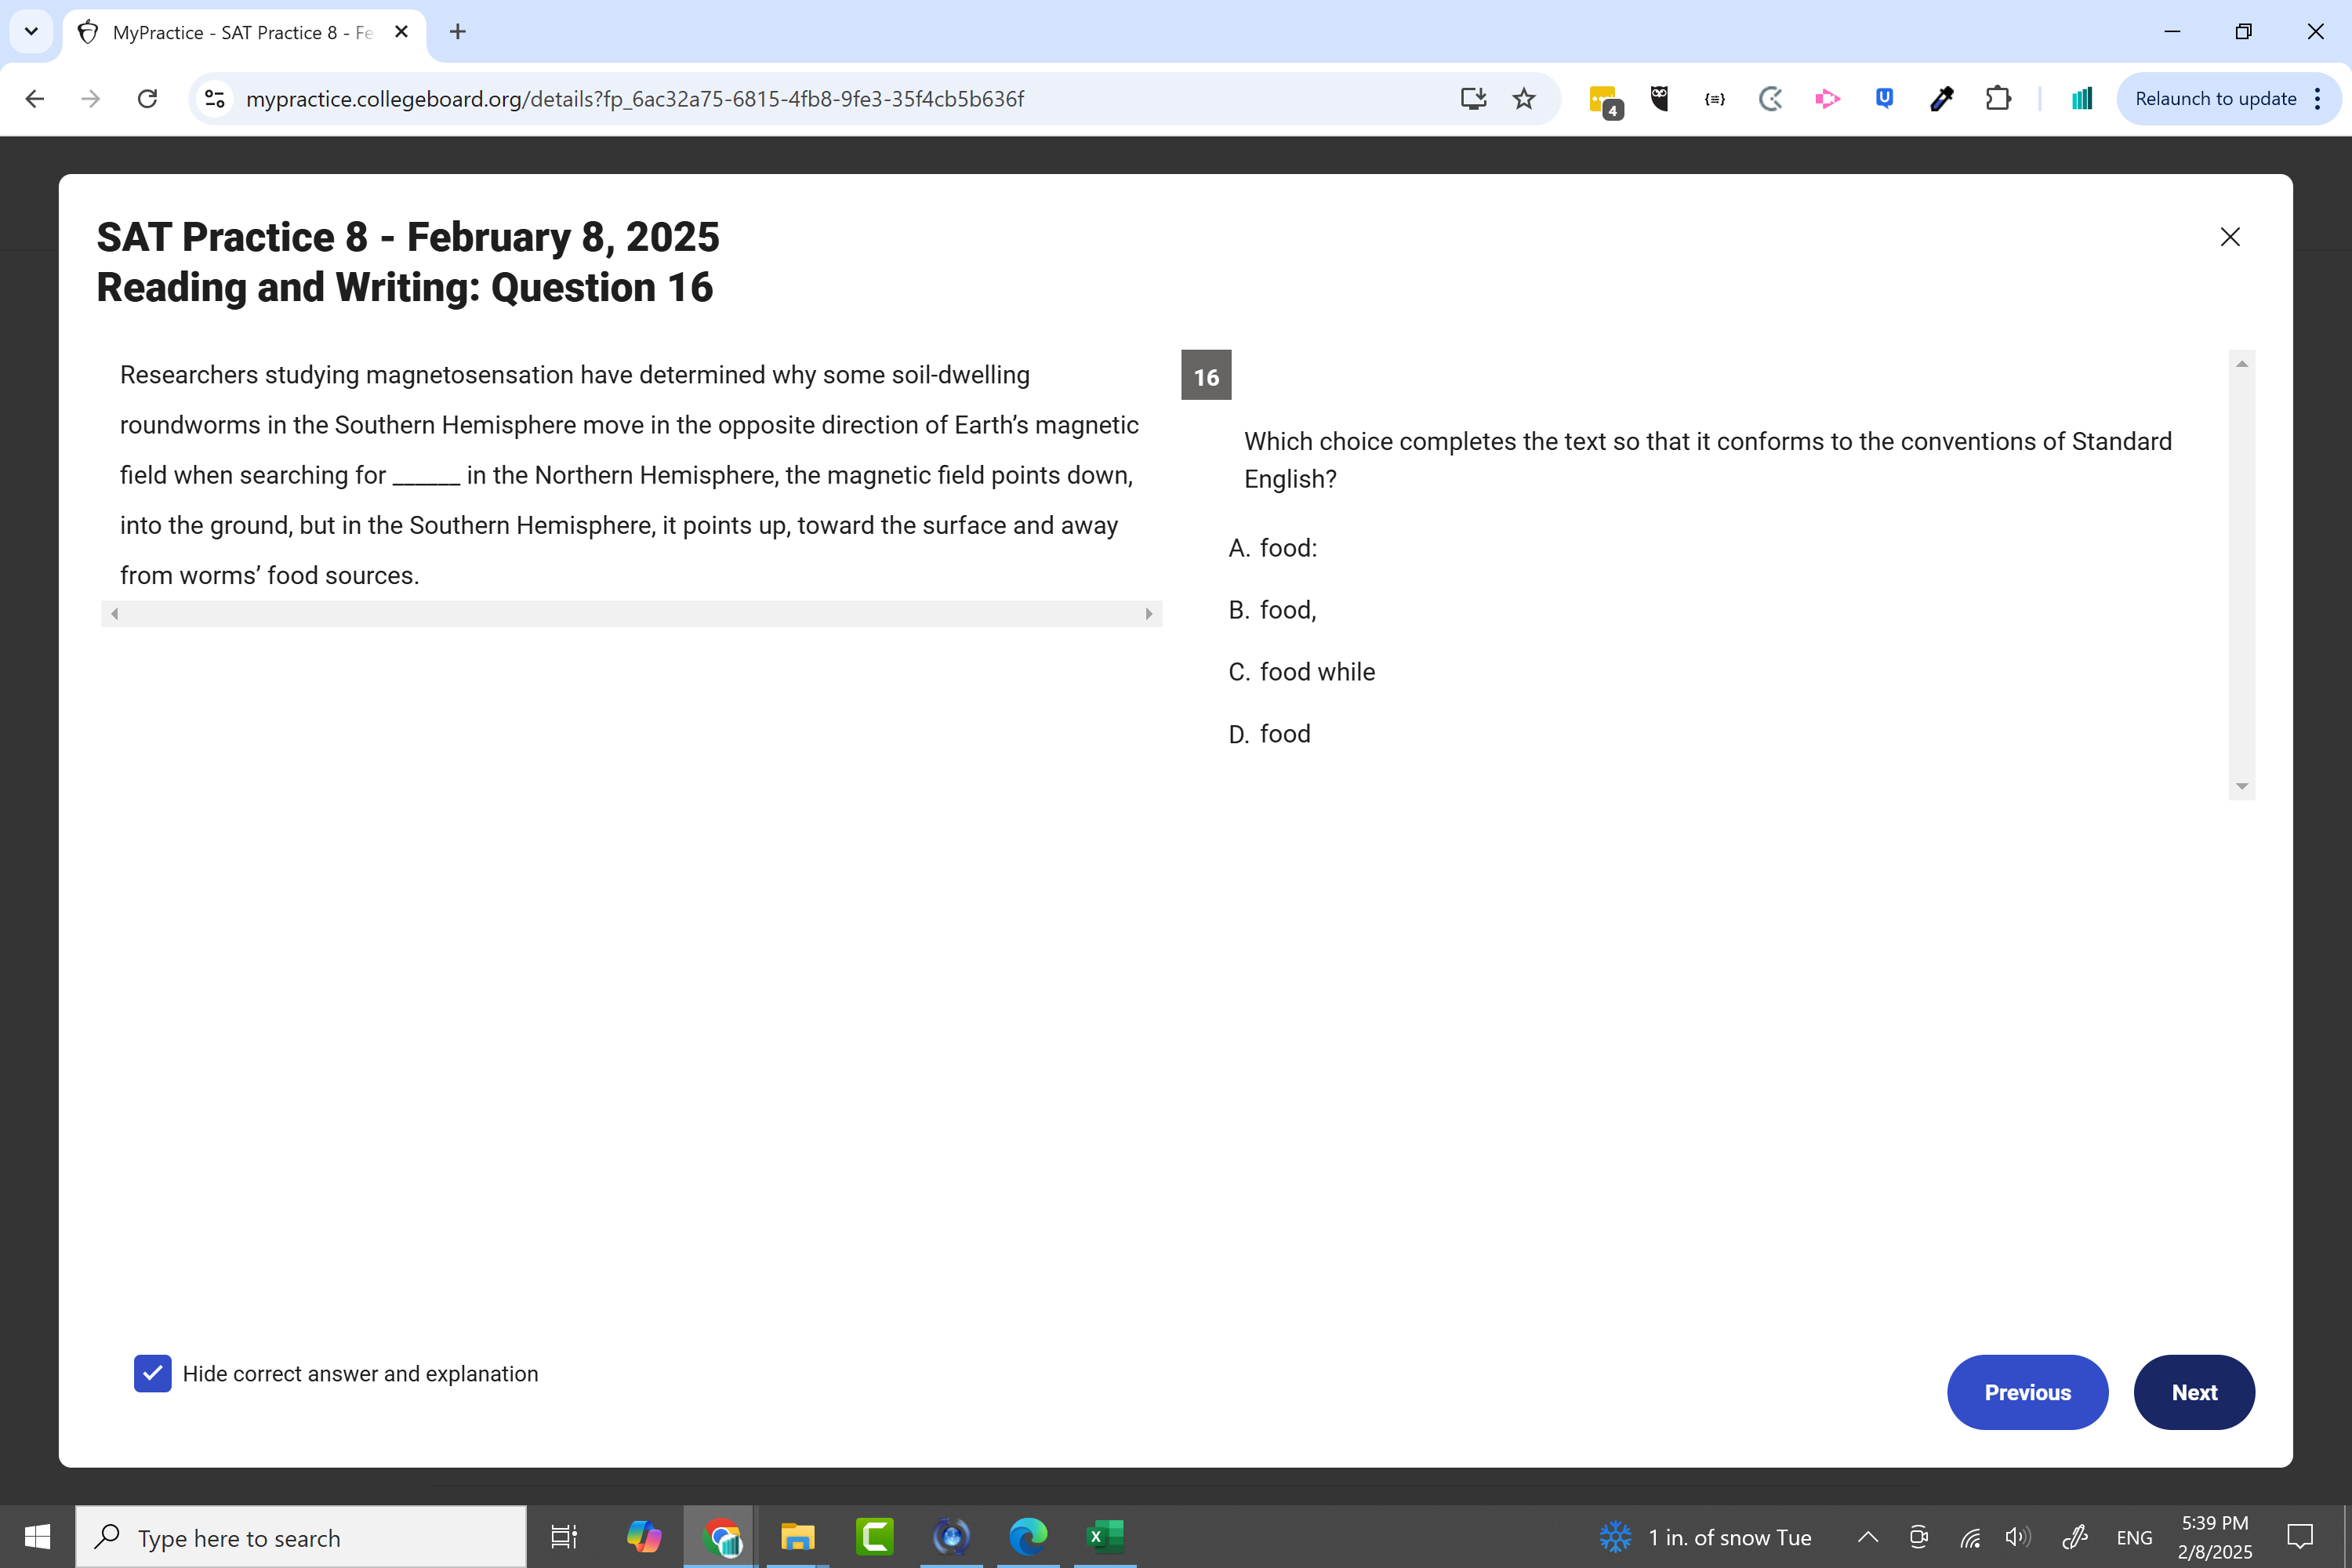 MyPractice - SAT Practice 8 - Fe
mypractice.collegeboard.org/details?fp_6ac32a75-6815-4fb8-9fe3-35f4cb5b636f
4
Relaunch to update
SAT Practice 8 - February 8, 2025
Reading and Writing: Question 16
Researchers studying magnetosensation have determined why some soil-dwelling
roundworms in the Southern Hemisphere move in the opposite direction of Earth’s magnetic
field when searching for ______ in the Northern Hemisphere, the magnetic field points down,
into the ground, but in the Southern Hemisphere, it points up, toward the surface and away
from worms’ food sources.
16
Which choice completes the text so that it conforms to the conventions of Standard
English?
A. food:
B. food,
C. food while
D. food
Hide correct answer and explanation
Previous
Next
Type here to search
1 in. of snow Tue
ENG
5:39 PM
2/8/2025